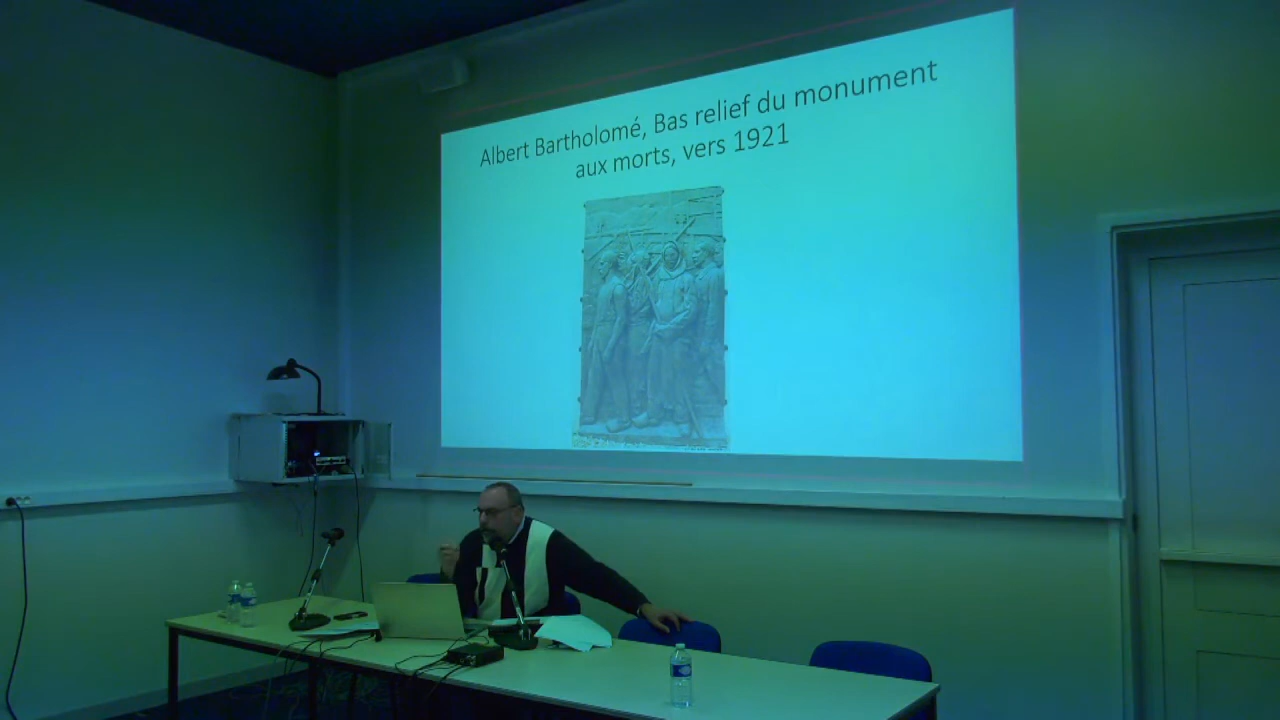 Albert Bartholomé, Bas relief du monument
aux morts, vers 1921